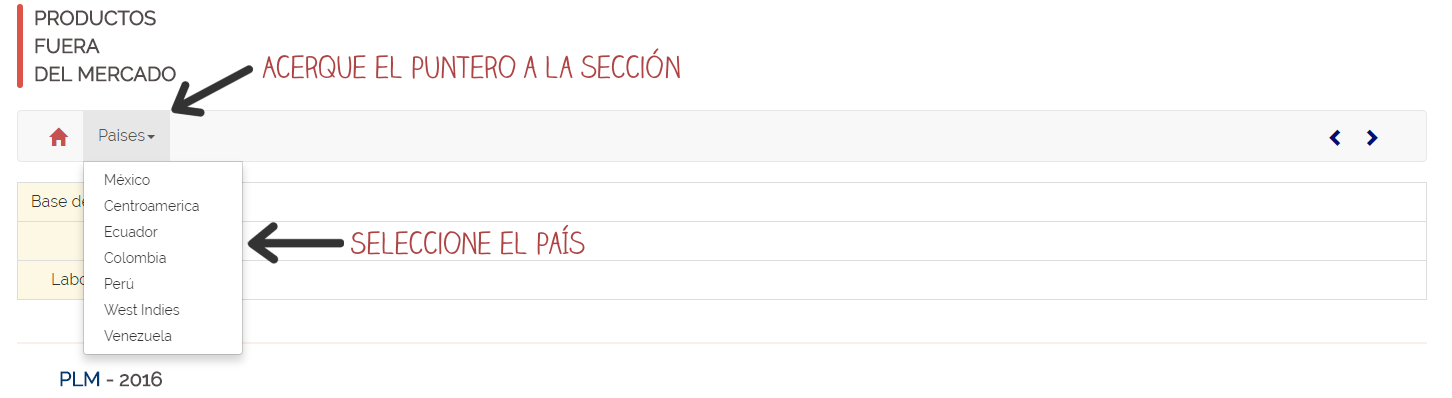 PRODUCTOS
FUERA
DEL MERCADO
ACERQUE EL PUNTERO A LA SECCIÓN
Paises
México
Base de
Centroamerica
Ecuador
SELECCIONE EL PAÍS
Colombia
Labo
Perú
West Indies
Venezuela
PLM - 2016